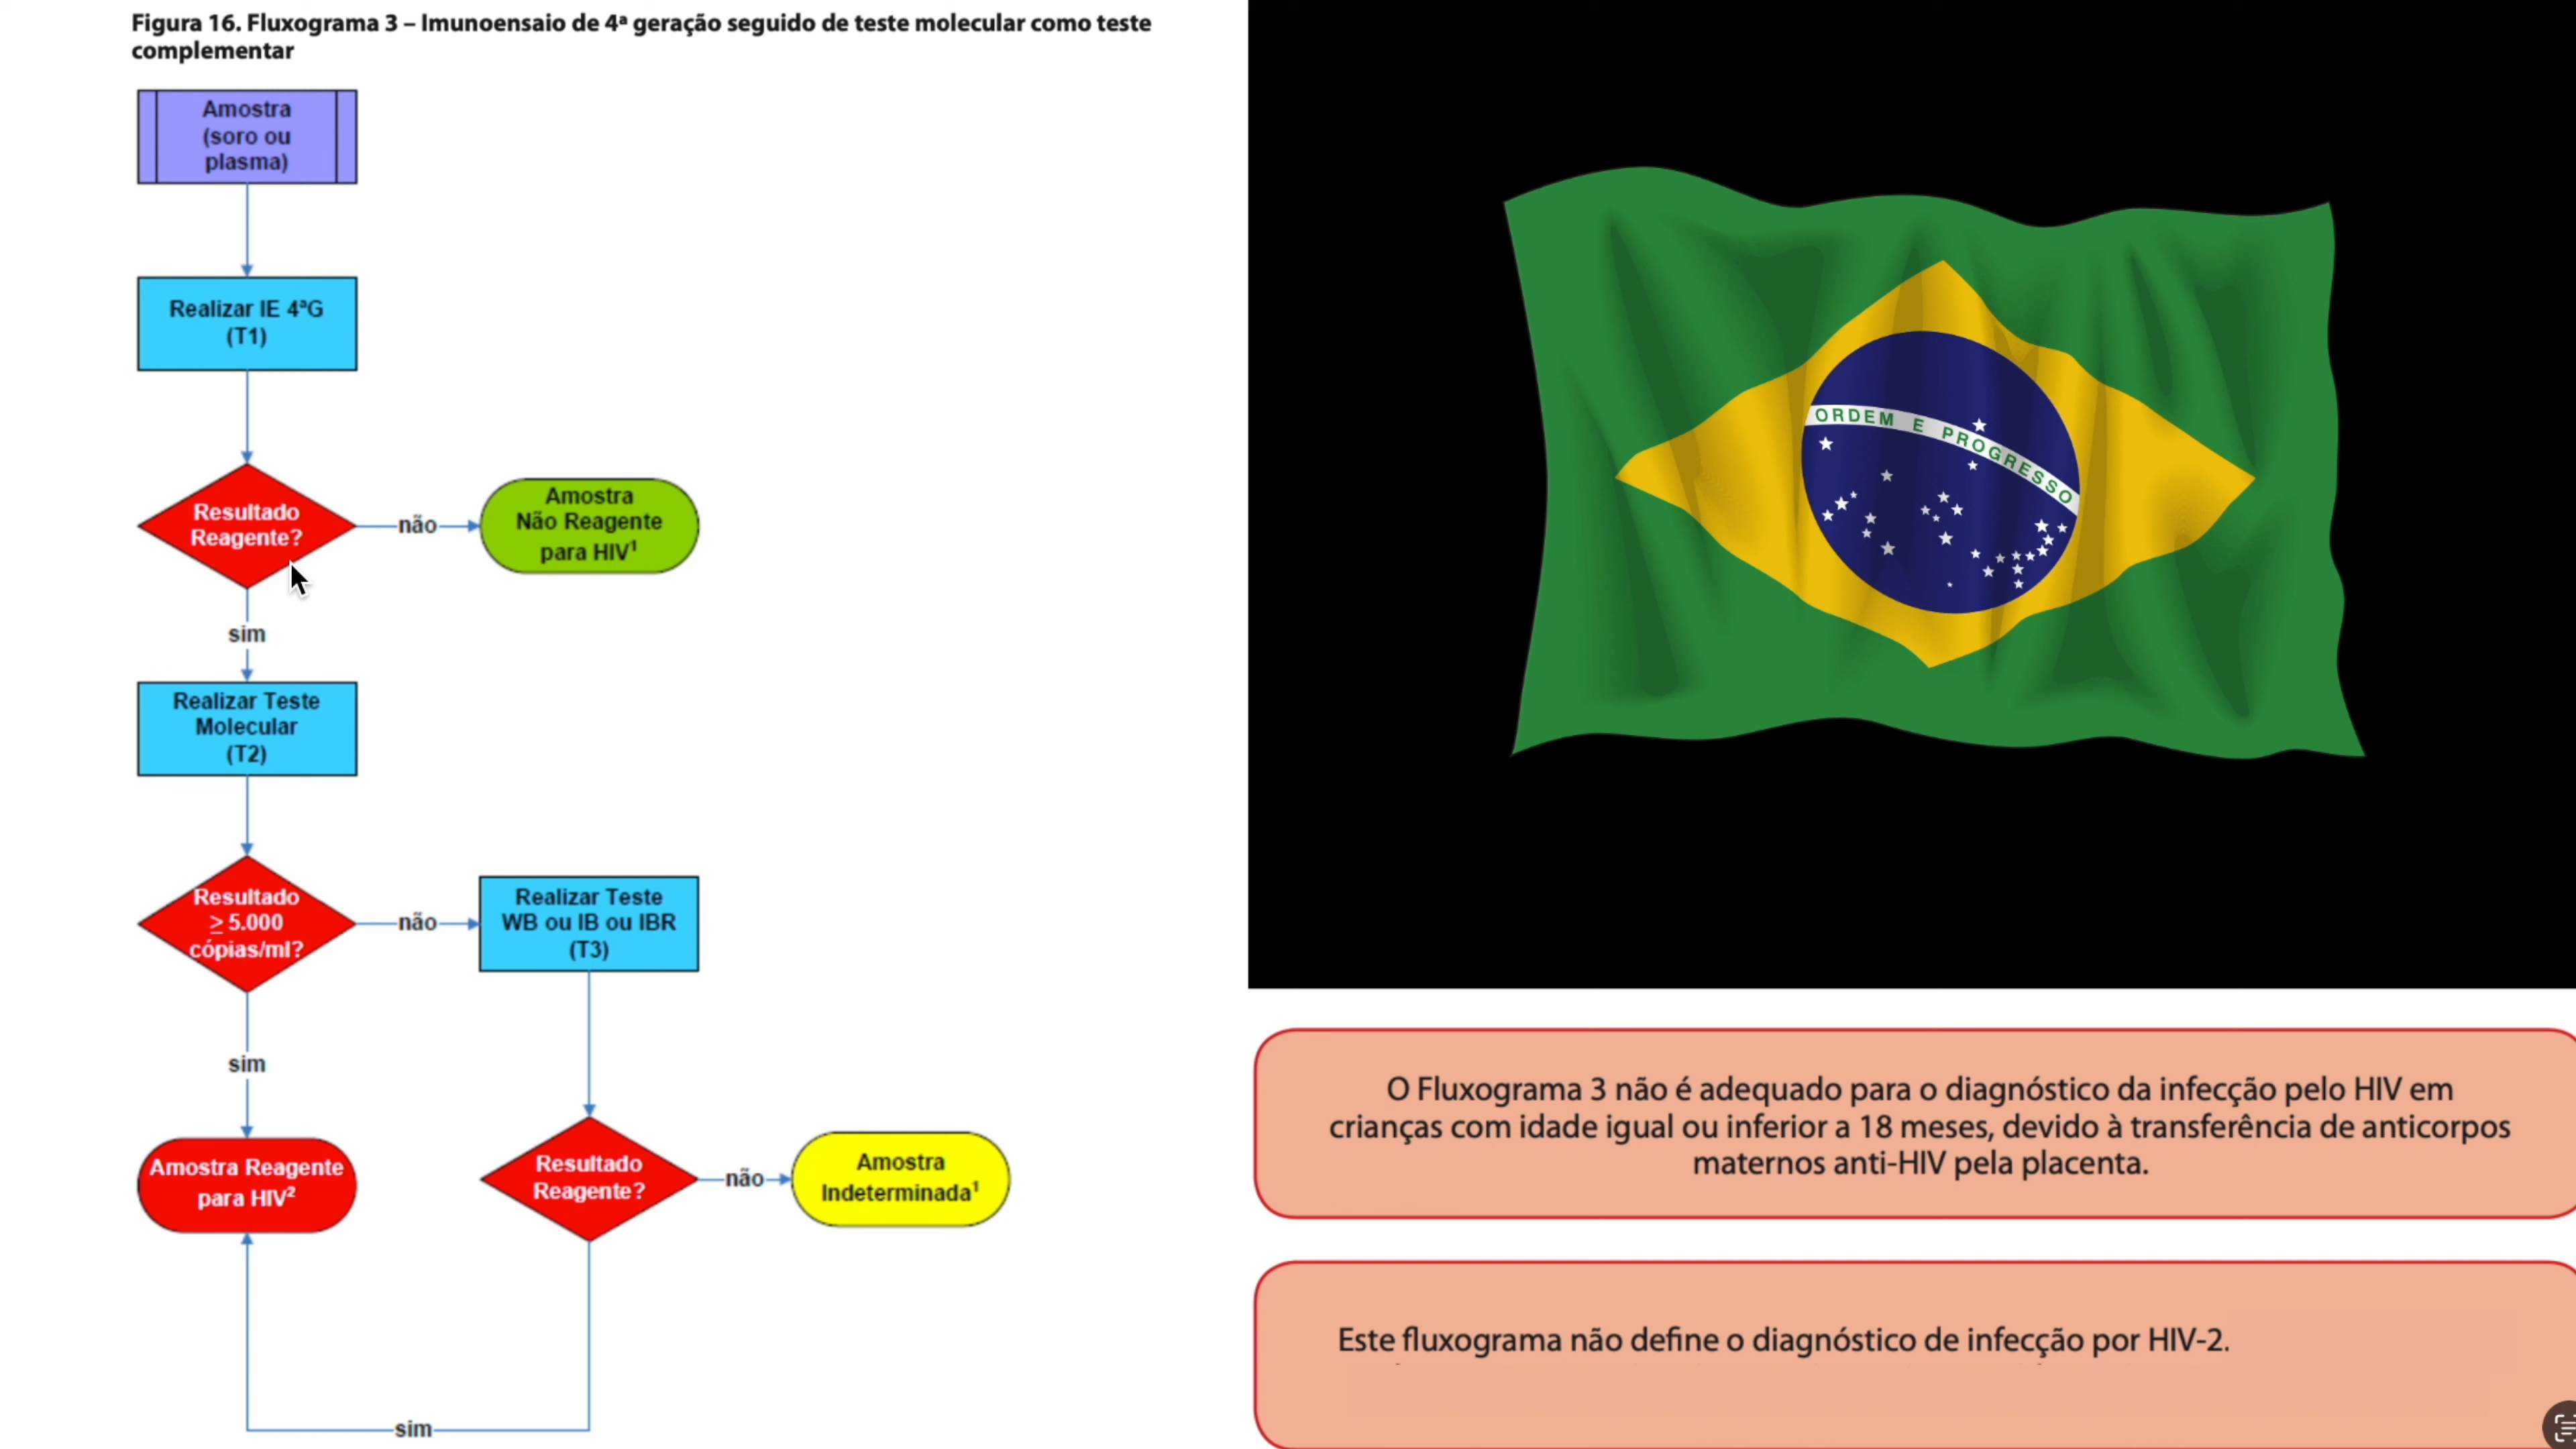 Figura 16. Fluxograma 3 – Imunoensaio de 4ª geração seguido de teste molecular como teste
complementar
Amostra
(soro ou
plasma)
Realizar IE 4ªG
(T1)
Resultado
Reagente?
não
Amostra
Não Reagente
para HIV¹
sim
Realizar Teste
Molecular
(T2)
Resultado
≥ 5.000
cópias/ml?
não
Realizar Teste
WB ou IB ou IBR
(T3)
sim
Amostra Reagente
para HIV²
Resultado
Reagente?
não
Amostra
Indeterminada¹
sim
ORDEM E PROGRESSO
O Fluxograma 3 não é adequado para o diagnóstico da infecção pelo HIV em
crianças com idade igual ou inferior a 18 meses, devido à transferência de anticorpos
maternos anti-HIV pela placenta.
Este fluxograma não define o diagnóstico de infecção por HIV-2.